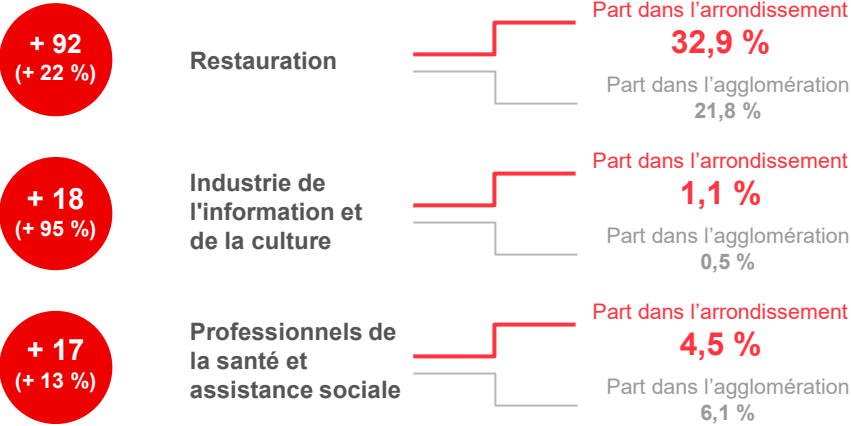 + 92
(+ 22 %)
Restauration
Part dans l’arrondissement
32,9 %
Part dans l’agglomération
21,8 %
+ 18
(+ 95 %)
Industrie de
l'information et
de la culture
Part dans l’arrondissement
1,1 %
Part dans l’agglomération
0,5 %
+ 17
(+ 13 %)
Professionnels de
la santé et
assistance sociale
Part dans l’arrondissement
4,5 %
Part dans l’agglomération
6,1 %